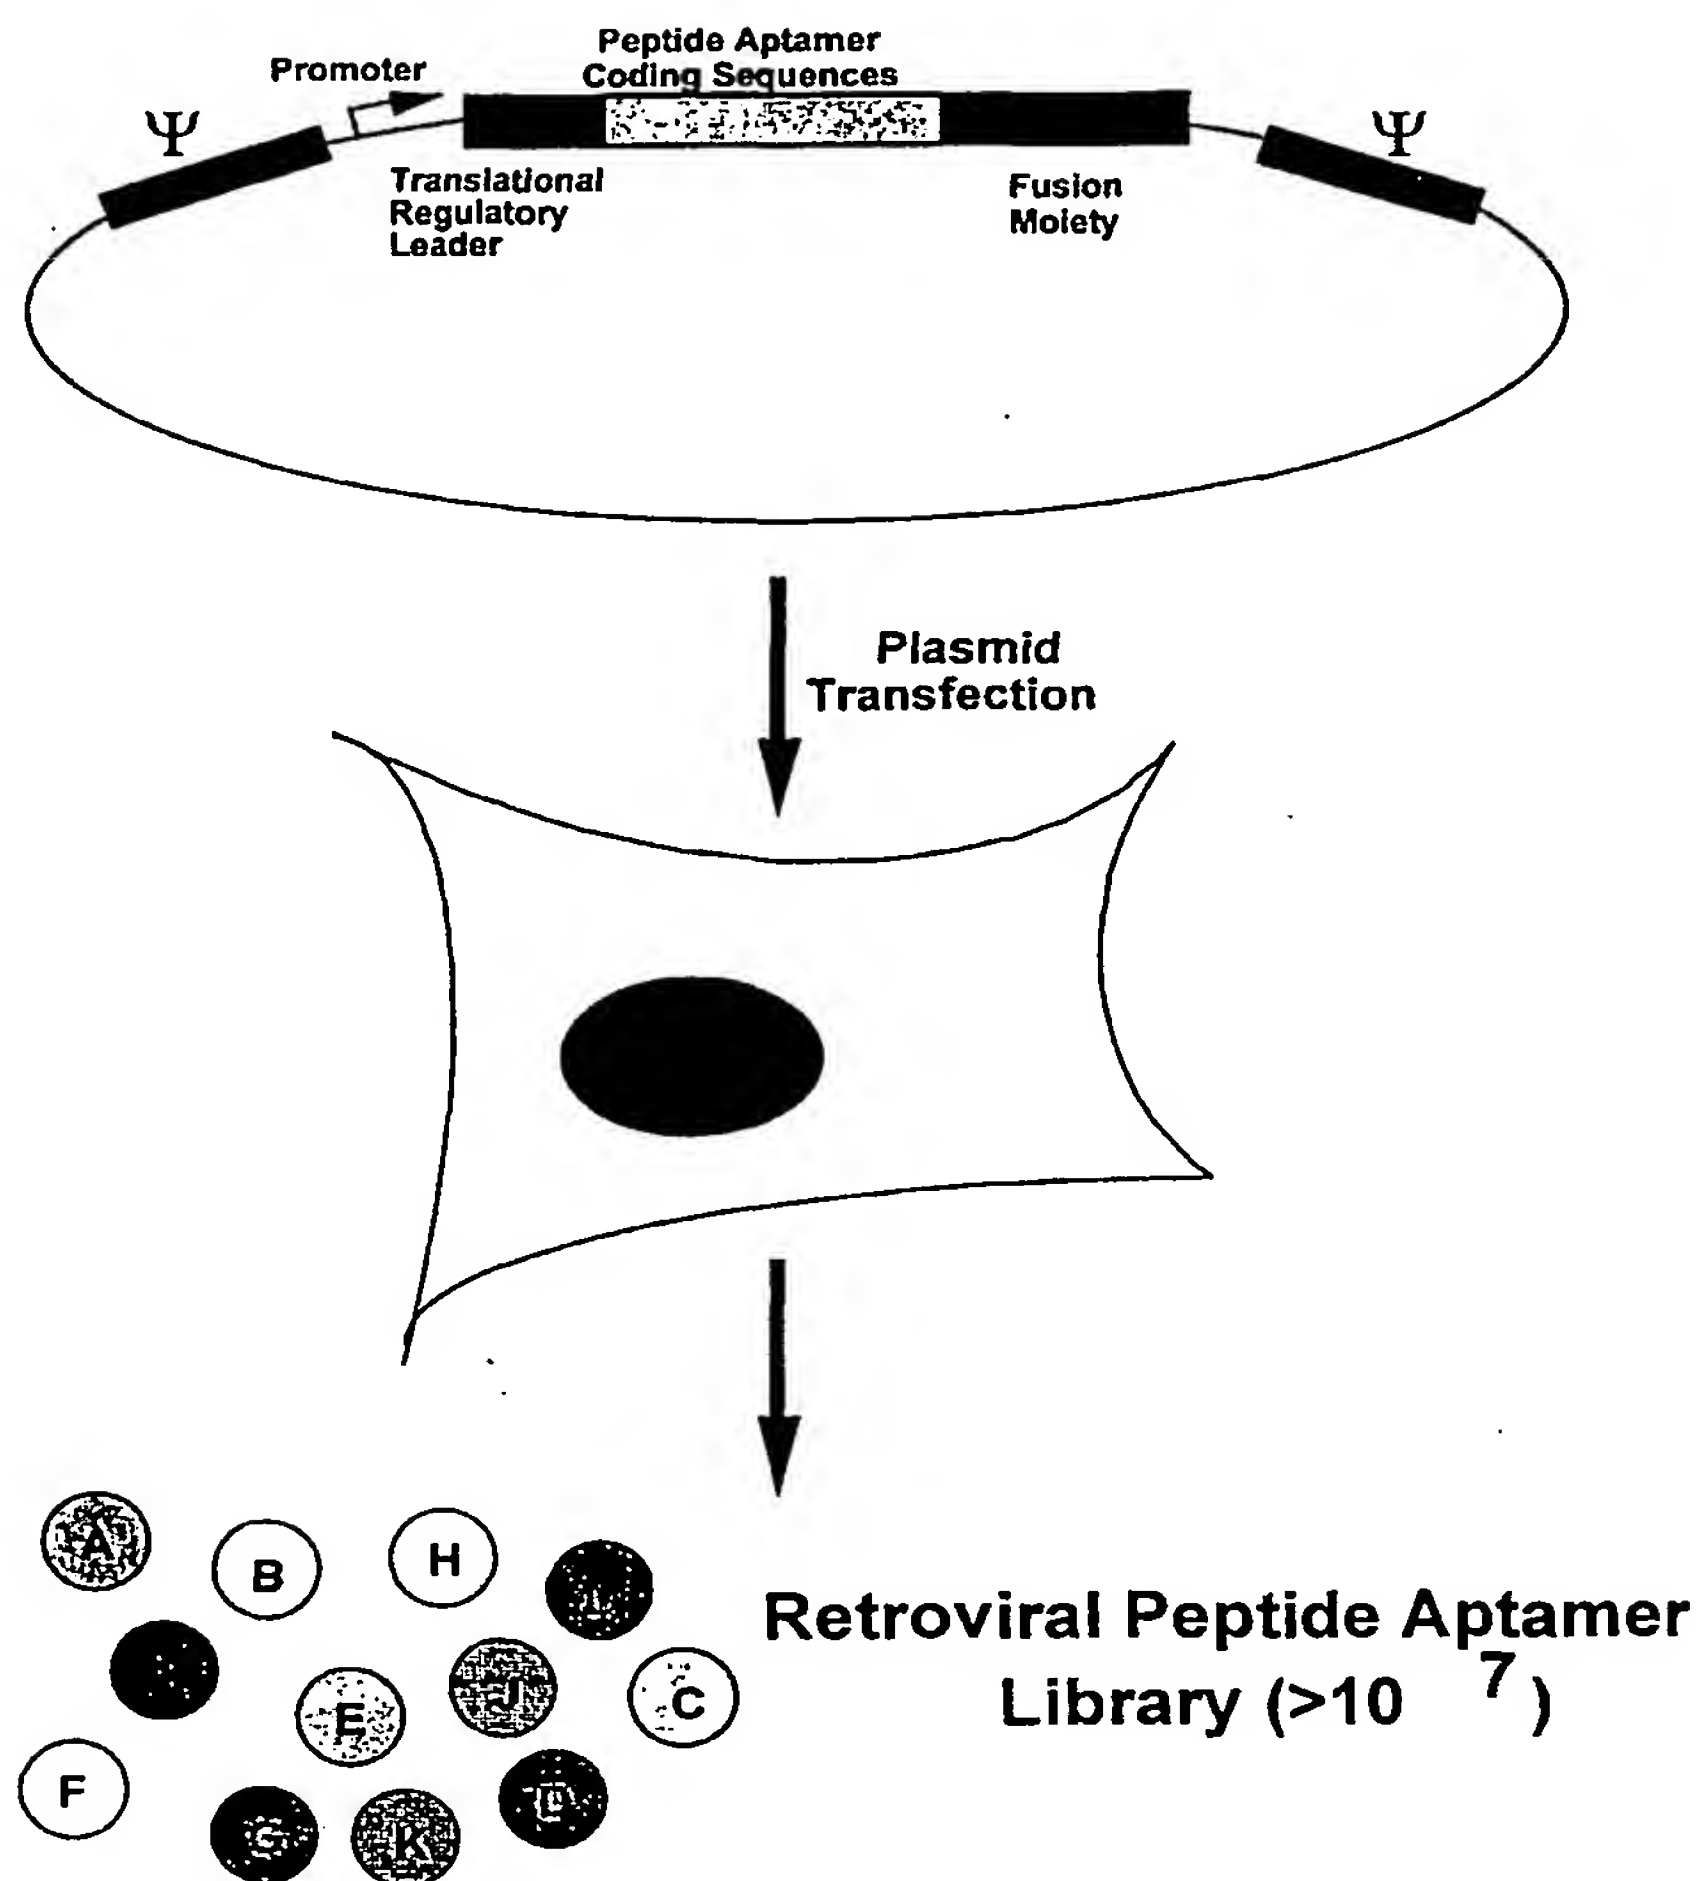 Peptide Aptamer
Coding Sequences
Promoter
Ψ
Ψ
Translational
Regulatory
Leader
Fusion
Moiety
Plasmid
Transfection
A
B
H
E
J
C
F
G
K
D
Retroviral Peptide Aptamer
Library (>10 7)